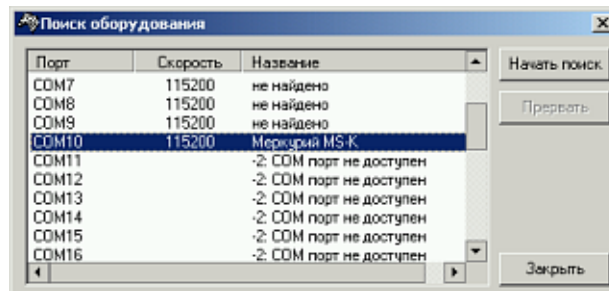 Поиск оборудования
Порт Скорость Название
Начать поиск
COM7 115200 не найдено
COM8 115200 не найдено
Прервать
COM9 115200 не найдено
COM10 115200 Меркурий MS-K
COM11 -2: COM порт не доступен
COM12 -2: COM порт не доступен
COM13 -2: COM порт не доступен
COM14 -2: COM порт не доступен
COM15 -2: COM порт не доступен
COM16 -2: COM порт не доступен
Закрыть